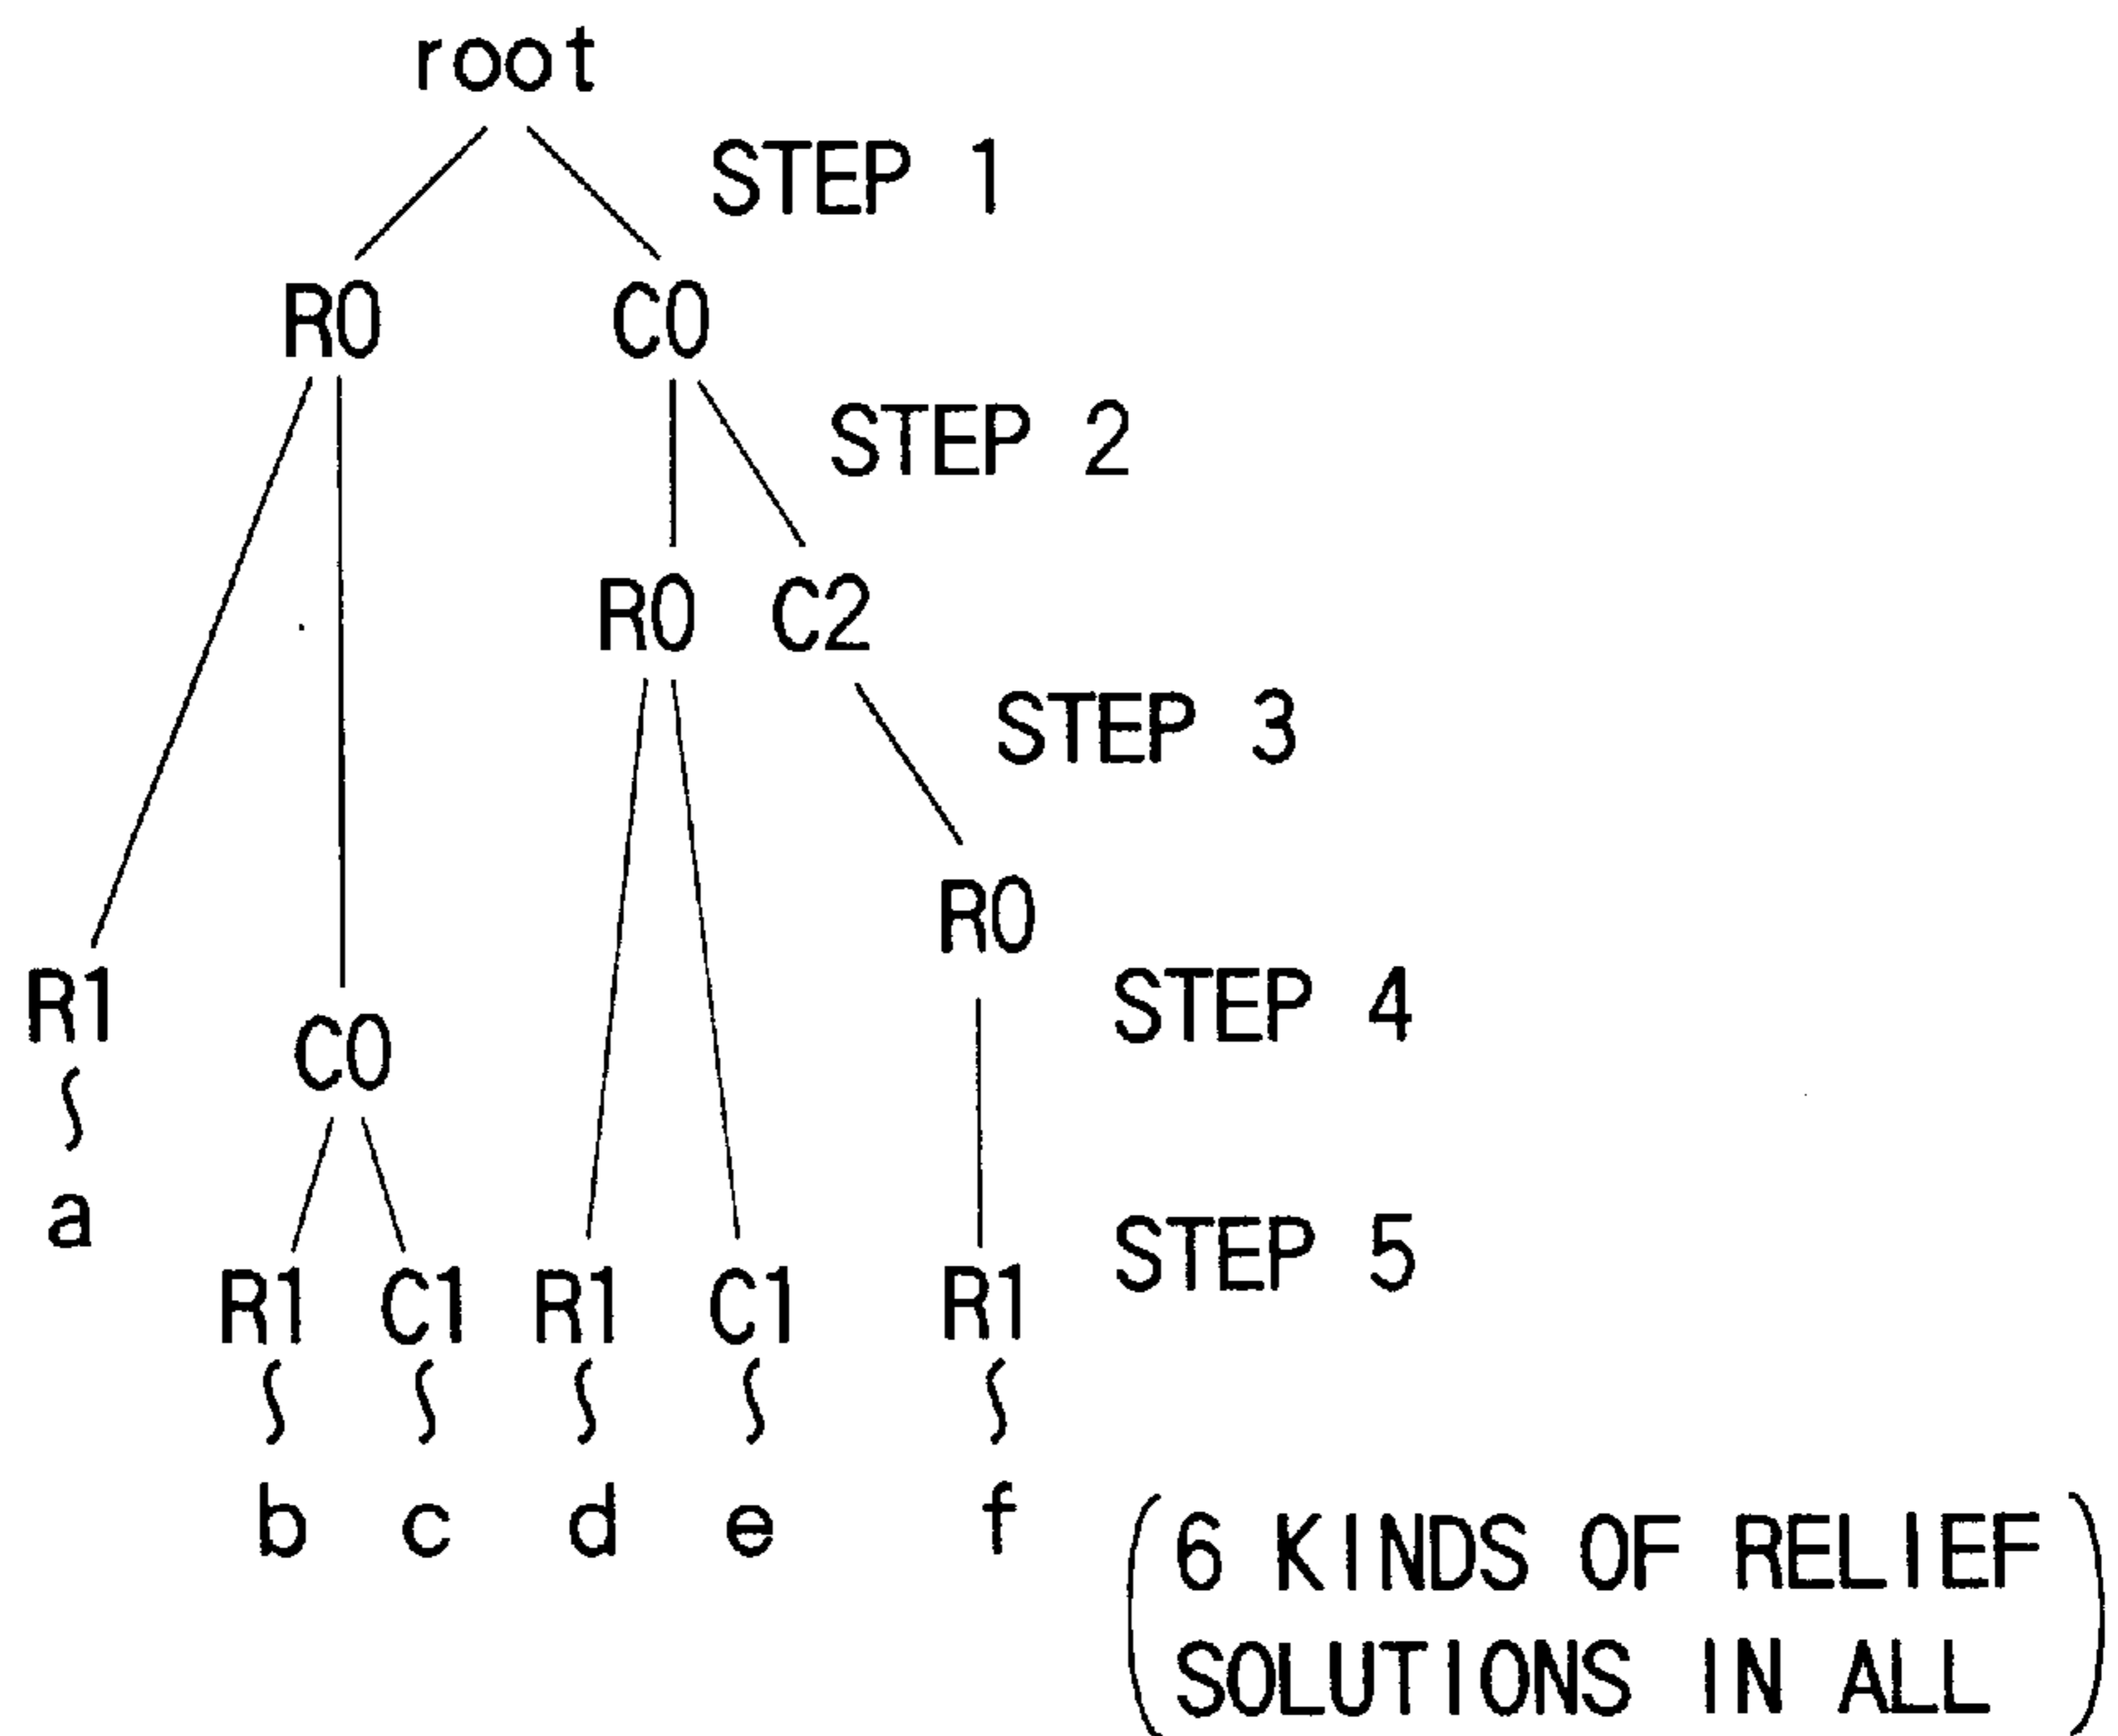 root
STEP 1
R0 C0
STEP 2
R0 C2
STEP 3
R0
R1 STEP 4
C0
a STEP 5
R1 C1 R1 C1 R1
b c d e f
6 KINDS OF RELIEF
SOLUTIONS IN ALL